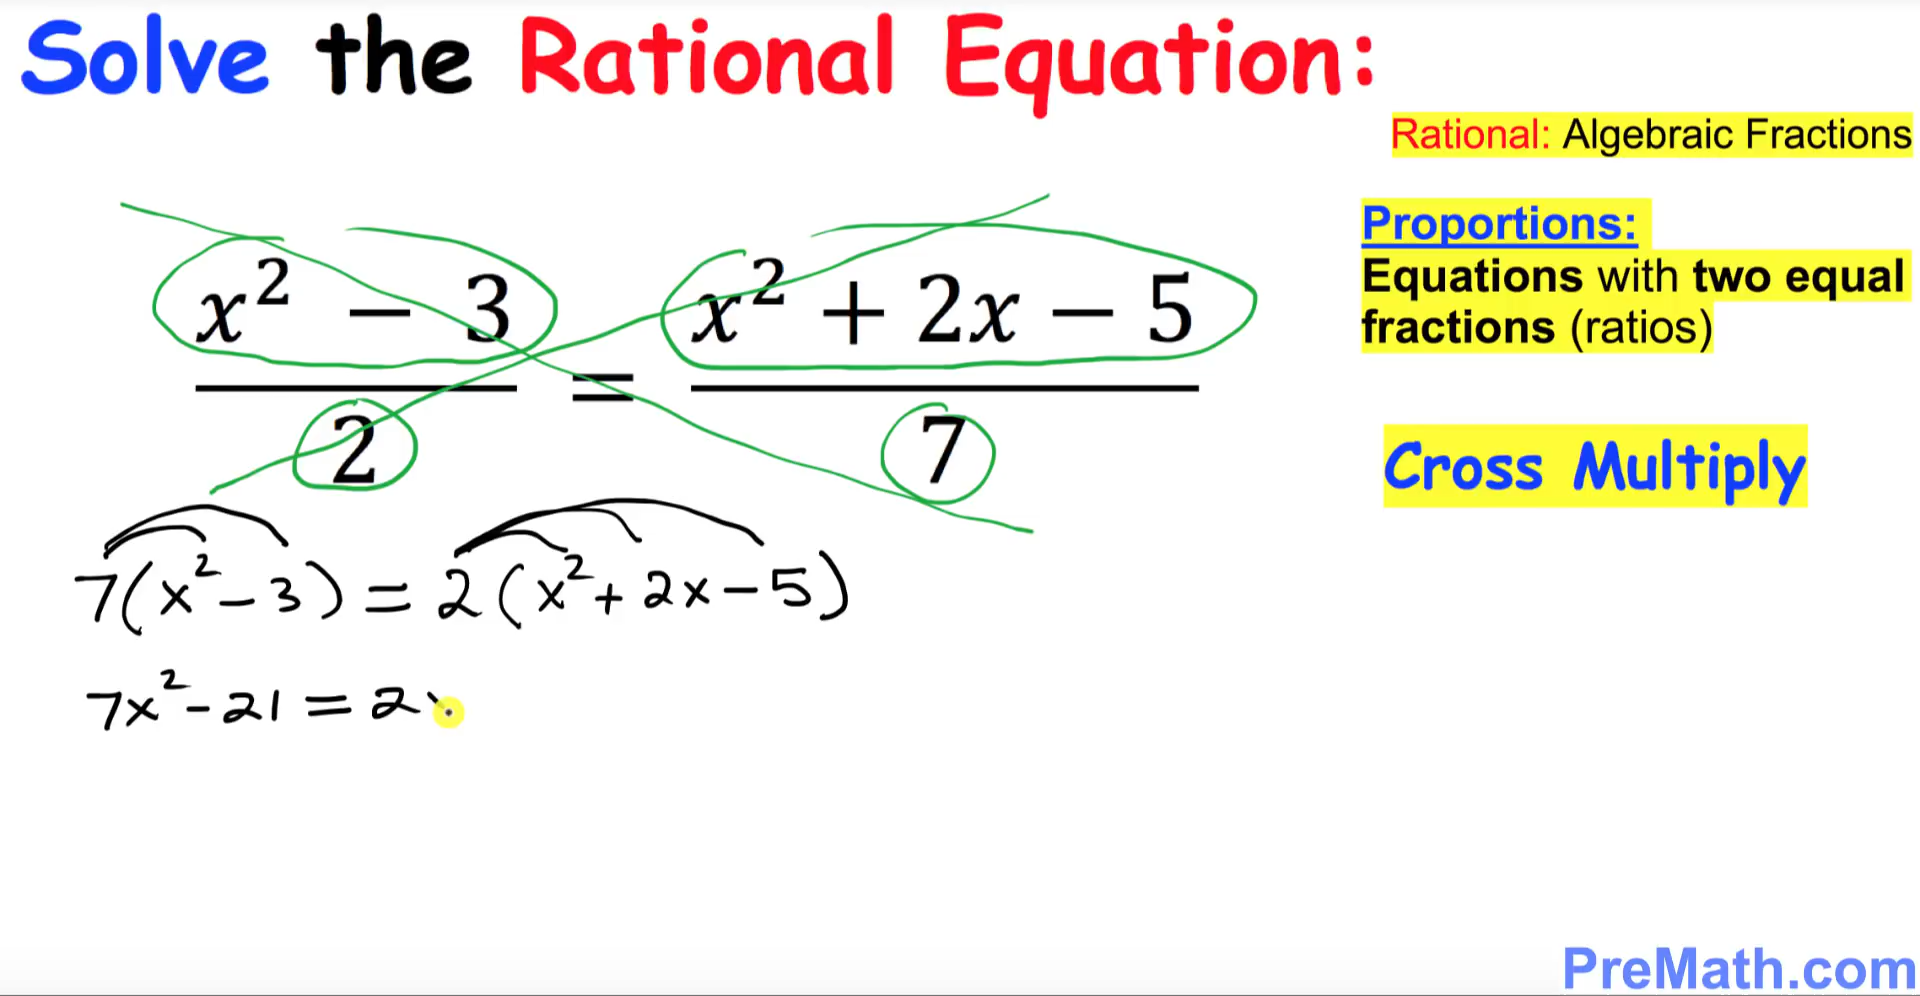 Solve the Rational Equation:
Rational: Algebraic Fractions
Proportions:
Equations with two equal
fractions (ratios)
x² − 3 / 2 = x² + 2x − 5 / 7
Cross Multiply
7(x² − 3) = 2(x² + 2x − 5)
7x² − 21 = 2
PreMath.com